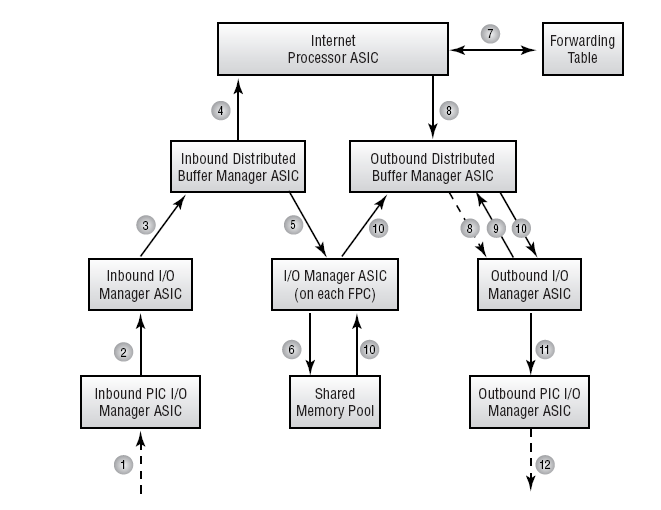 Internet
Processor ASIC
7
Forwarding
Table
4
8
Inbound Distributed
Buffer Manager ASIC
Outbound Distributed
Buffer Manager ASIC
3
5
10
8
9
10
Inbound I/O
Manager ASIC
I/O Manager ASIC
(on each FPC)
Outbound I/O
Manager ASIC
2
6
10
11
Inbound PIC I/O
Manager ASIC
Shared
Memory Pool
Outbound PIC I/O
Manager ASIC
1
12